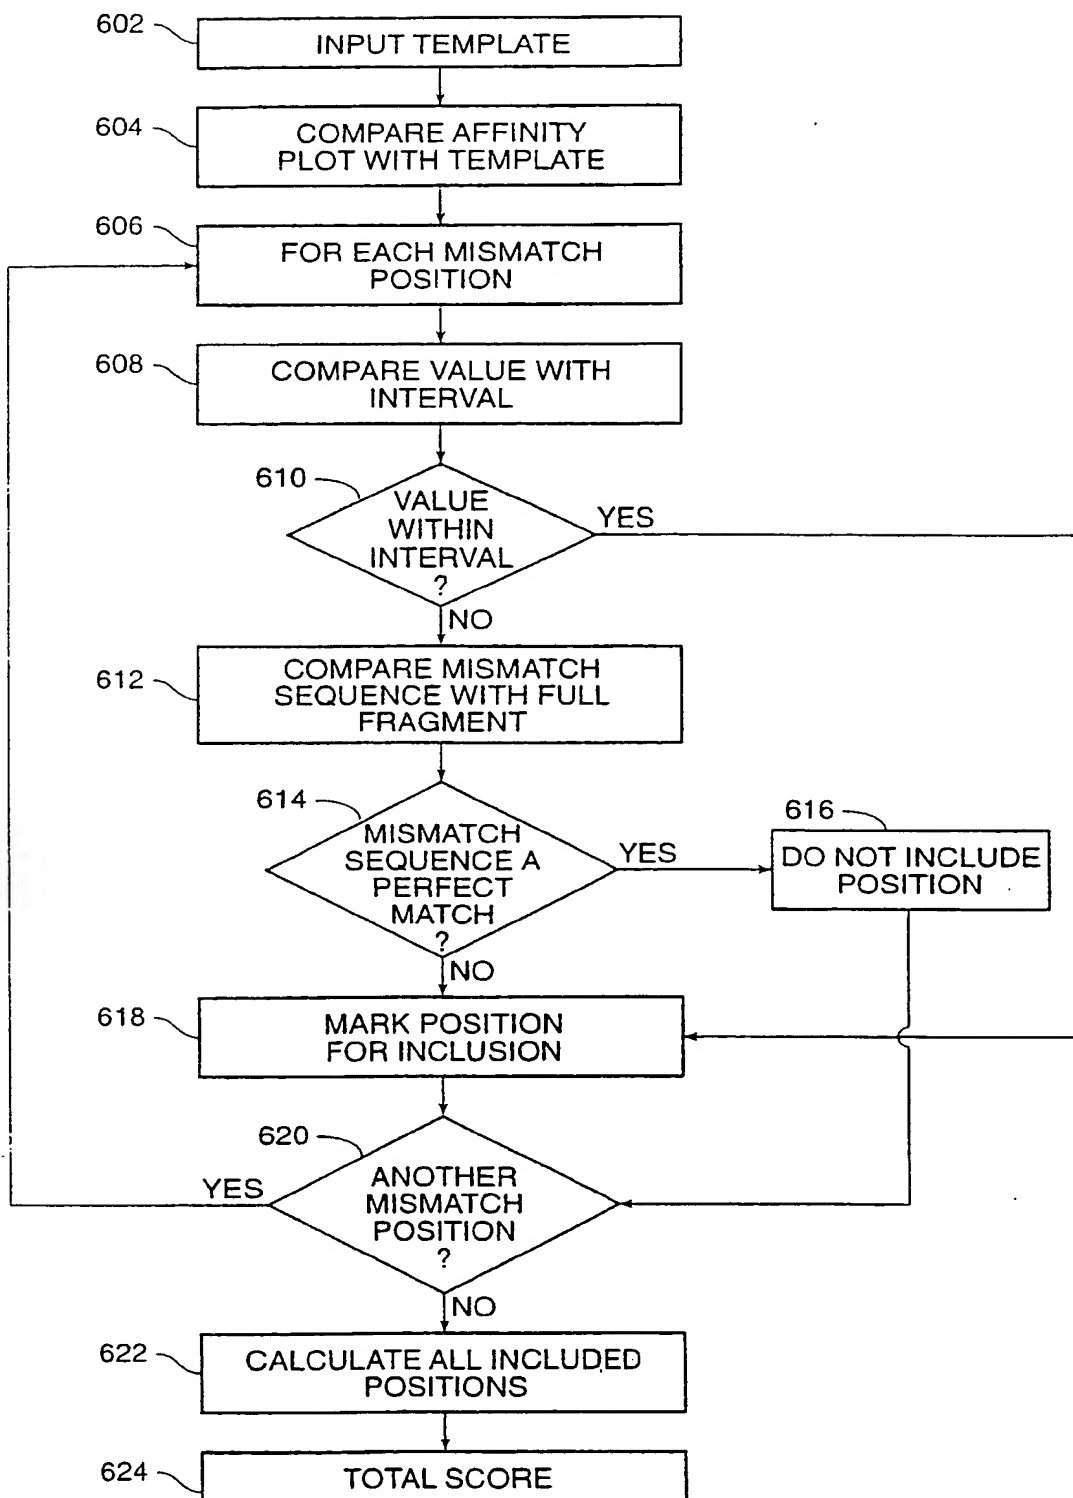 602
INPUT TEMPLATE
604
COMPARE AFFINITY
PLOT WITH TEMPLATE
606
FOR EACH MISMATCH
POSITION
608
COMPARE VALUE WITH
INTERVAL
610
VALUE
WITHIN
INTERVAL
?
YES
NO
612
COMPARE MISMATCH
SEQUENCE WITH FULL
FRAGMENT
614
MISMATCH
SEQUENCE A
PERFECT
MATCH
?
YES
616
DO NOT INCLUDE
POSITION
NO
618
MARK POSITION
FOR INCLUSION
620
YES
ANOTHER
MISMATCH
POSITION
?
NO
622
CALCULATE ALL INCLUDED
POSITIONS
624
TOTAL SCORE